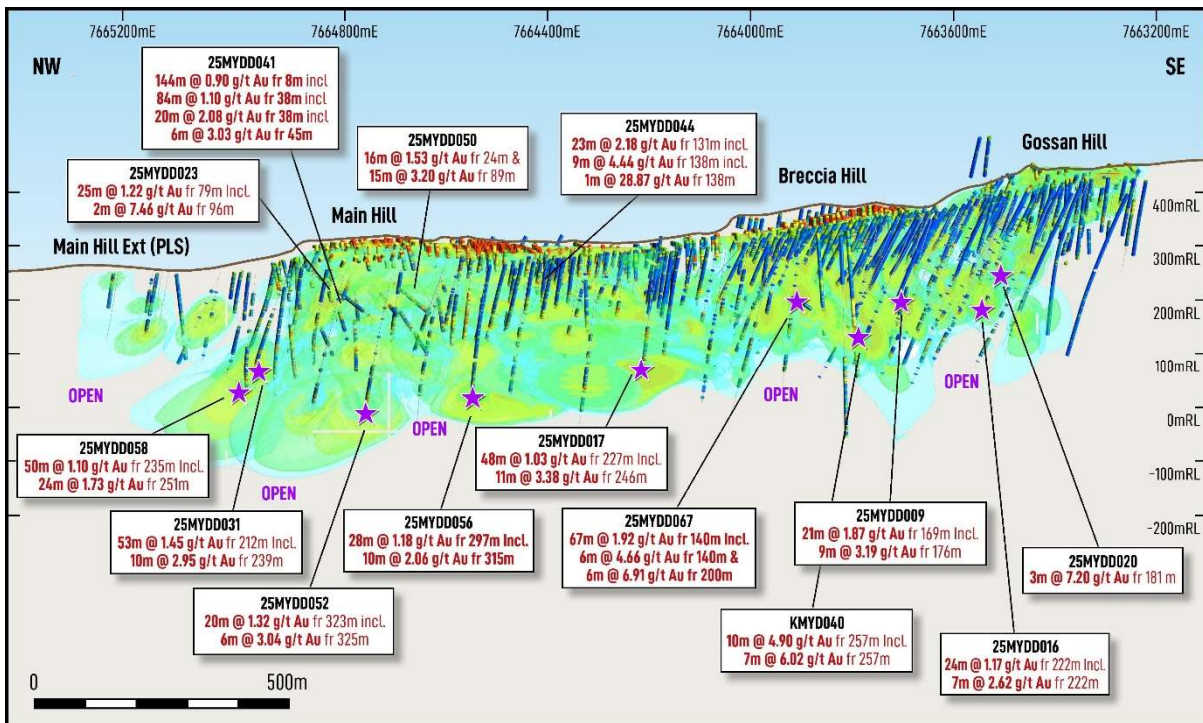 7665200mE 7664800mE 7664400mE 7664000mE 7663600mE 7663200mE
NW
SE
25MYDD041
144m @ 0.90 g/t Au fr 8m incl
84m @ 1.10 g/t Au fr 38m incl
20m @ 2.08 g/t Au fr 38m incl
6m @ 3.03 g/t Au fr 45m
25MYDD050
16m @ 1.53 g/t Au fr 24m &
15m @ 3.20 g/t Au fr 89m
25MYDD044
23m @ 2.18 g/t Au fr 131m incl.
9m @ 4.44 g/t Au fr 138m incl.
1m @ 28.87 g/t Au fr 138m
25MYDD023
25m @ 1.22 g/t Au fr 79m Incl.
2m @ 7.46 g/t Au fr 96m
Gossan Hill
Breccia Hill
Main Hill
Main Hill Ext (PLS)
400mRL
300mRL
200mRL
100mRL
0mRL
-100mRL
-200mRL
OPEN
OPEN
OPEN
OPEN
OPEN
25MYDD058
50m @ 1.10 g/t Au fr 235m Incl.
24m @ 1.73 g/t Au fr 251m
25MYDD017
48m @ 1.03 g/t Au fr 227m Incl.
11m @ 3.38 g/t Au fr 246m
25MYDD031
53m @ 1.45 g/t Au fr 212m Incl.
10m @ 2.95 g/t Au fr 239m
25MYDD056
28m @ 1.18 g/t Au fr 297m Incl.
10m @ 2.06 g/t Au fr 315m
25MYDD067
67m @ 1.92 g/t Au fr 140m Incl.
6m @ 4.66 g/t Au fr 140m &
6m @ 6.91 g/t Au fr 200m
25MYDD009
21m @ 1.87 g/t Au fr 169m Incl.
9m @ 3.19 g/t Au fr 176m
25MYDD020
3m @ 7.20 g/t Au fr 181 m
25MYDD052
20m @ 1.32 g/t Au fr 323m incl.
6m @ 3.04 g/t Au fr 325m
KMYD040
10m @ 4.90 g/t Au fr 257m Incl.
7m @ 6.02 g/t Au fr 257m
25MYDD016
24m @ 1.17 g/t Au fr 222m Incl.
7m @ 2.62 g/t Au fr 222m
0 500m